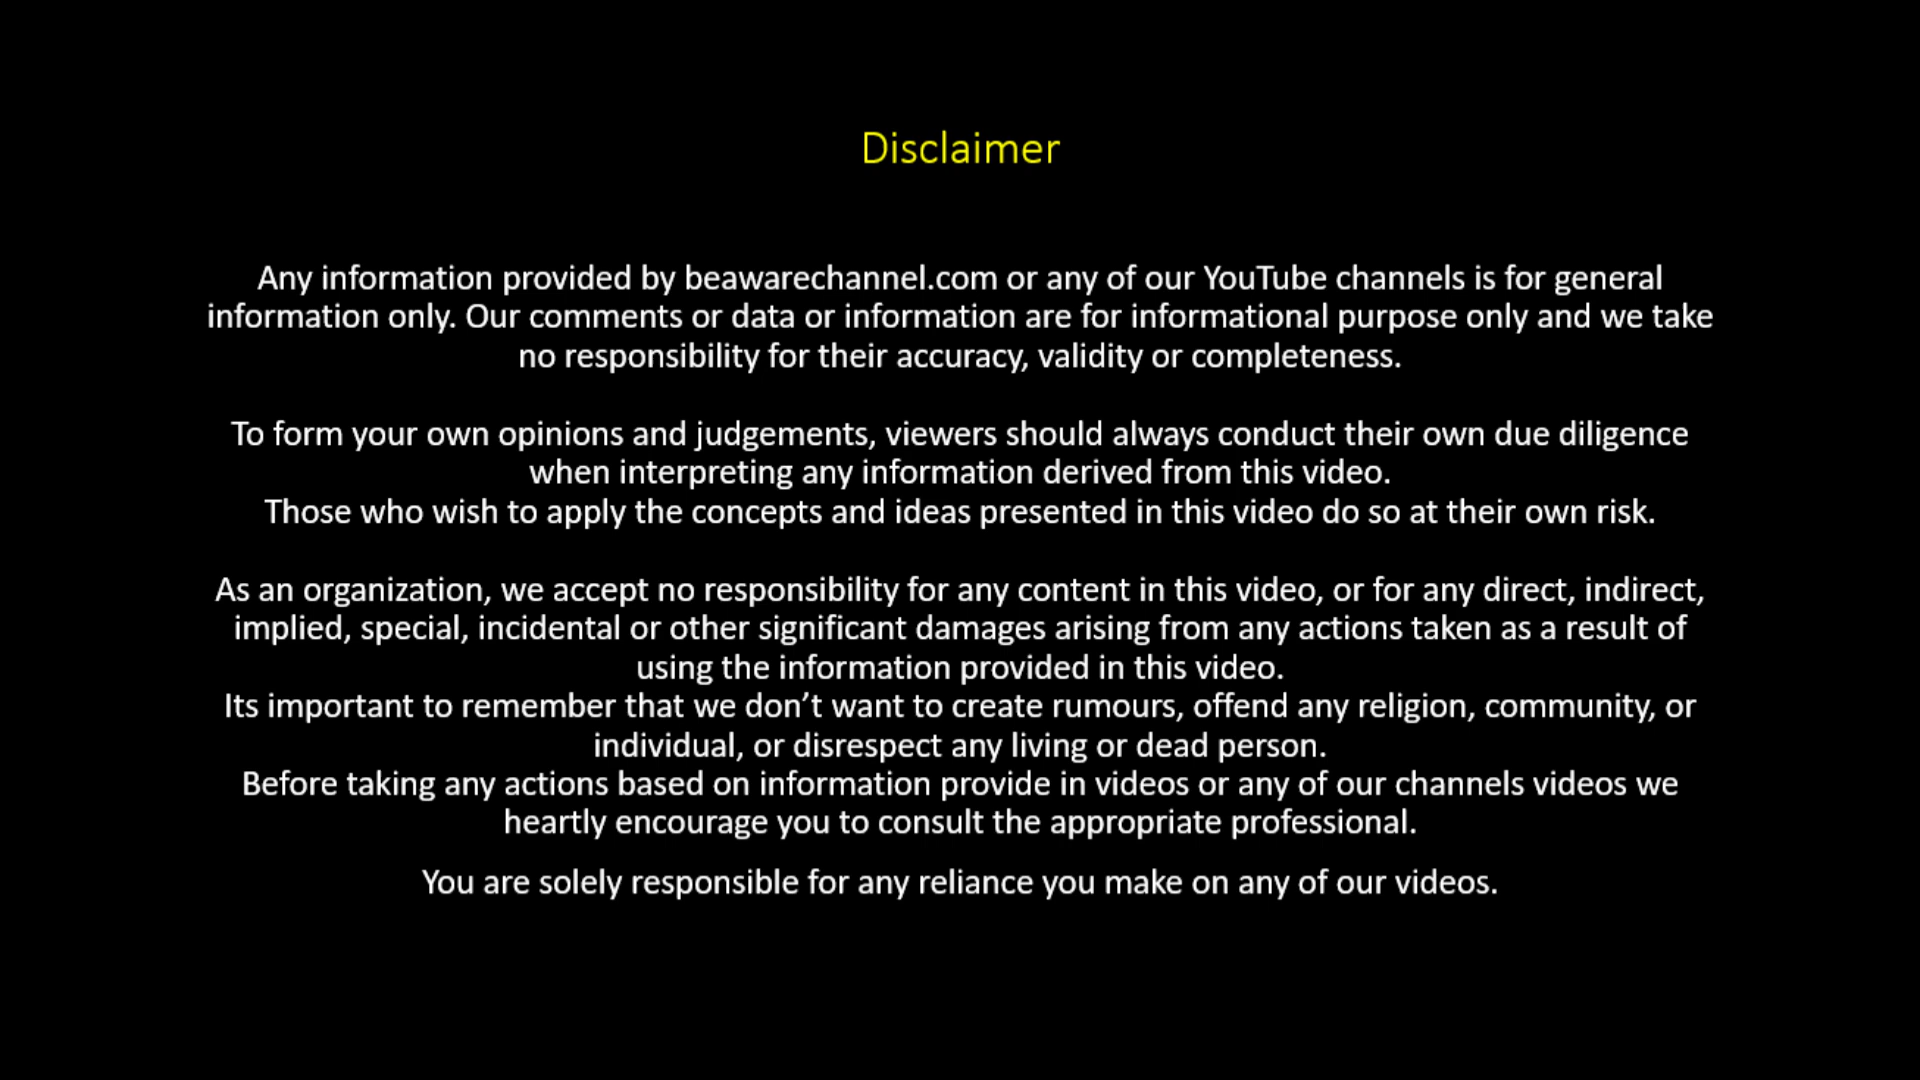 Disclaimer
Any information provided by beawarechannel.com or any of our YouTube channels is for general
information only. Our comments or data or information are for informational purpose only and we take
no responsibility for their accuracy, validity or completeness.
To form your own opinions and judgements, viewers should always conduct their own due diligence
when interpreting any information derived from this video.
Those who wish to apply the concepts and ideas presented in this video do so at their own risk.
As an organization, we accept no responsibility for any content in this video, or for any direct, indirect,
implied, special, incidental or other significant damages arising from any actions taken as a result of
using the information provided in this video.
Its important to remember that we don’t want to create rumours, offend any religion, community, or
individual, or disrespect any living or dead person.
Before taking any actions based on information provide in videos or any of our channels videos we
heartly encourage you to consult the appropriate professional.
You are solely responsible for any reliance you make on any of our videos.